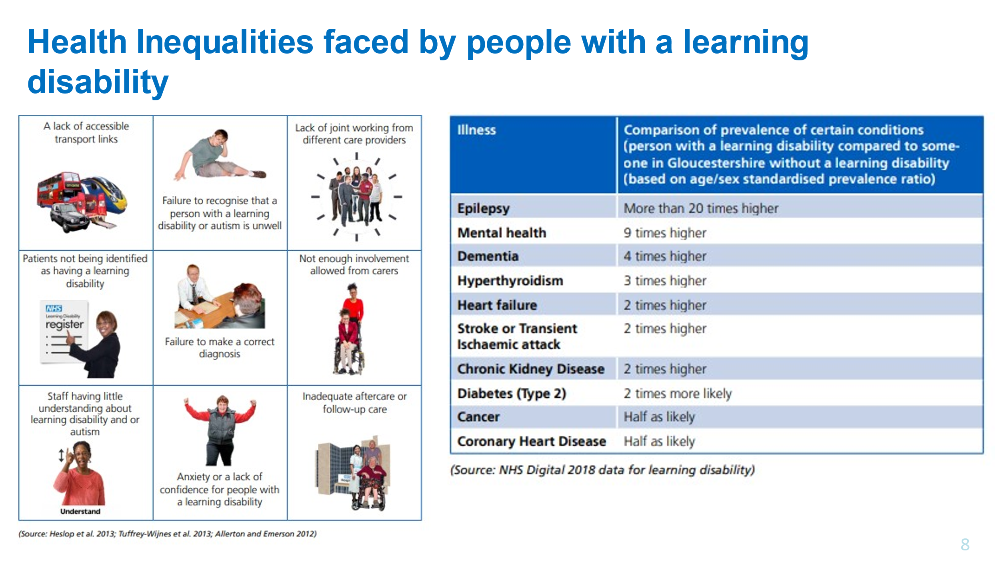 Health Inequalities faced by people with a learning
disability
A lack of accessible
transport links
Failure to recognise that a
person with a learning
disability or autism is unwell
Lack of joint working from
different care providers
Patients not being identified
as having a learning
disability
NHS
Learning Disability
register
Failure to make a correct
diagnosis
Not enough involvement
allowed from carers
Staff having little
understanding about
learning disability and or
autism
Understand
Anxiety or a lack of
confidence for people with
a learning disability
Inadequate aftercare or
follow-up care
(Source: Heslop et al. 2013; Tuffrey-Wijnes et al. 2013; Allerton and Emerson 2012)
Illness
Comparison of prevalence of certain conditions
(person with a learning disability compared to some-
one in Gloucestershire without a learning disability
(based on age/sex standardised prevalence ratio)
Epilepsy More than 20 times higher
Mental health 9 times higher
Dementia 4 times higher
Hyperthyroidism 3 times higher
Heart failure 2 times higher
Stroke or Transient 2 times higher
Ischaemic attack
Chronic Kidney Disease 2 times higher
Diabetes (Type 2) 2 times more likely
Cancer Half as likely
Coronary Heart Disease Half as likely
(Source: NHS Digital 2018 data for learning disability)
8